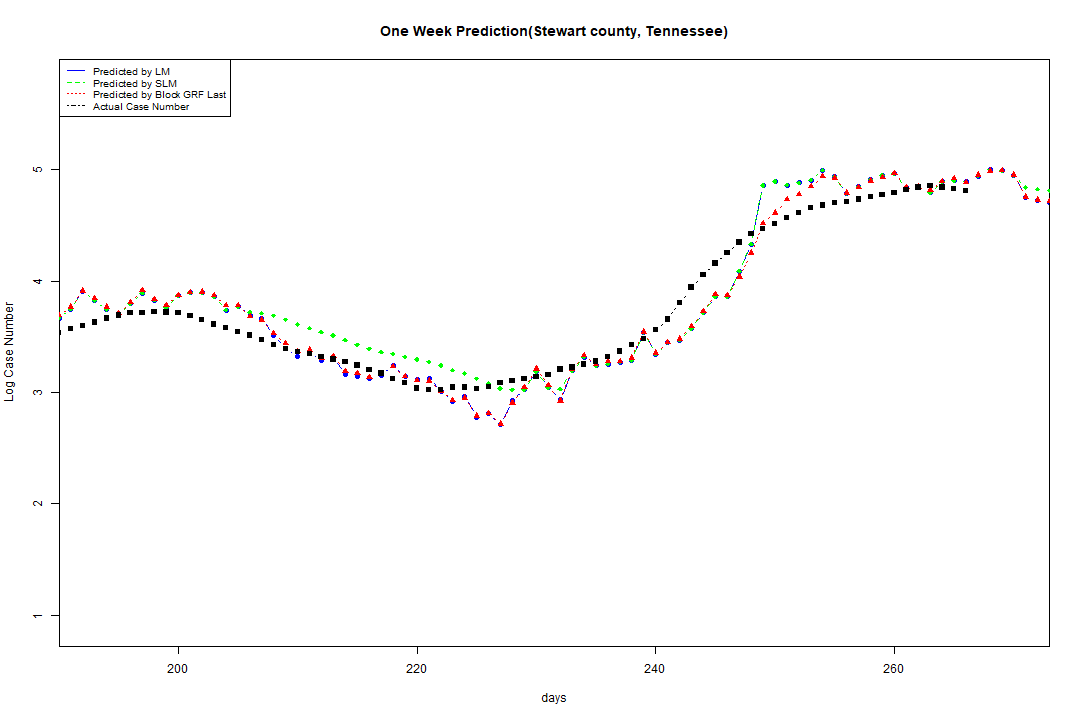 One Week Prediction(Stewart county, Tennessee)
Predicted by LM
Predicted by SLM
Predicted by Block GRF Last
Actual Case Number
5
4
3
2
1
Log Case Number
200 220 240 260
days